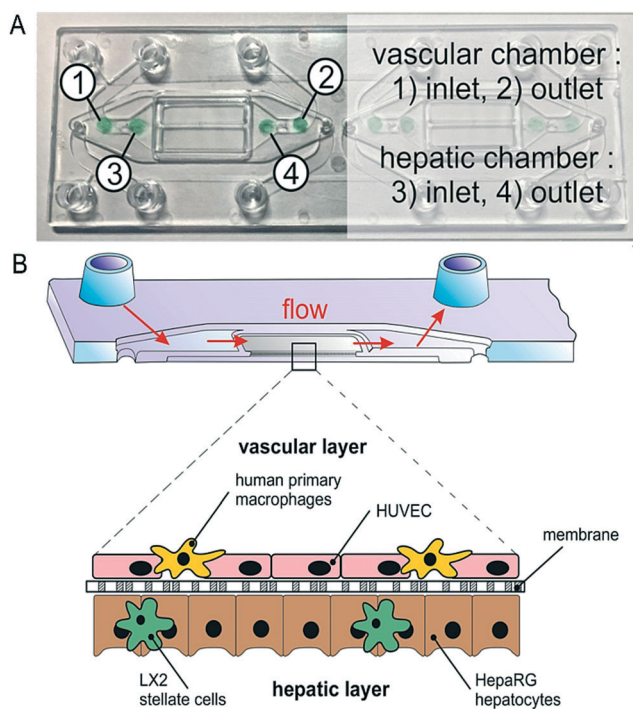 A
1
2
3
4
vascular chamber :
1) inlet, 2) outlet
hepatic chamber :
3) inlet, 4) outlet
B
flow
vascular layer
human primary
macrophages
HUVEC
membrane
LX2
stellate cells
hepatic layer
HepaRG
hepatocytes